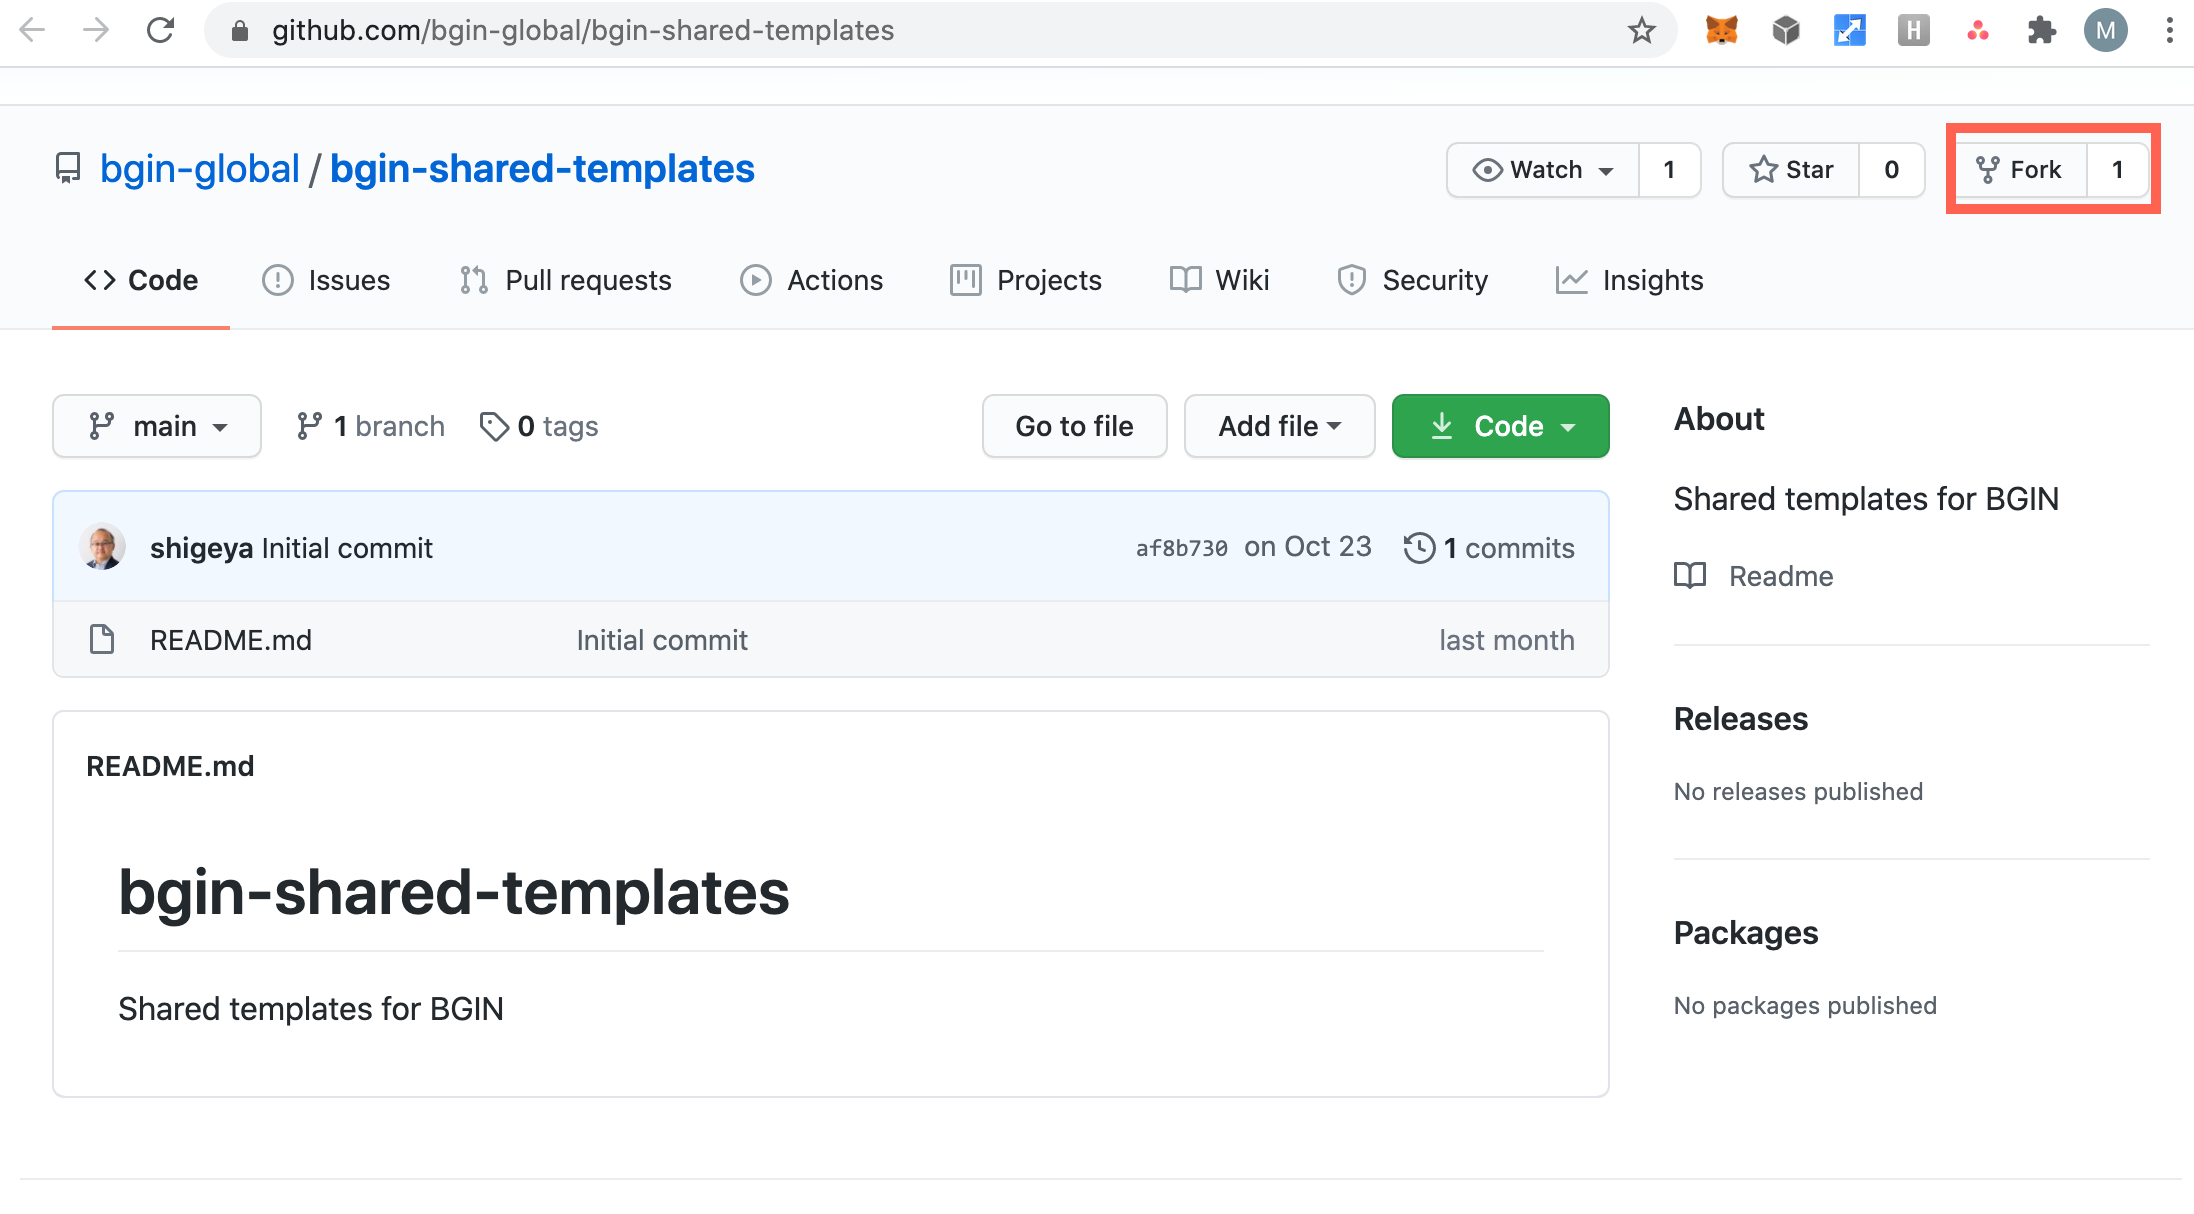 github.com/bgin-global/bgin-shared-templates
H
M
bgin-global / bgin-shared-templates
Watch 1
Star 0
Fork 1
Code Issues Pull requests Actions Projects Wiki Security Insights
main 1 branch 0 tags Go to file Add file Code
shigeya Initial commit af8b730 on Oct 23 1 commits
README.md Initial commit last month
README.md
bgin-shared-templates
Shared templates for BGIN
About
Shared templates for BGIN
Readme
Releases
No releases published
Packages
No packages published